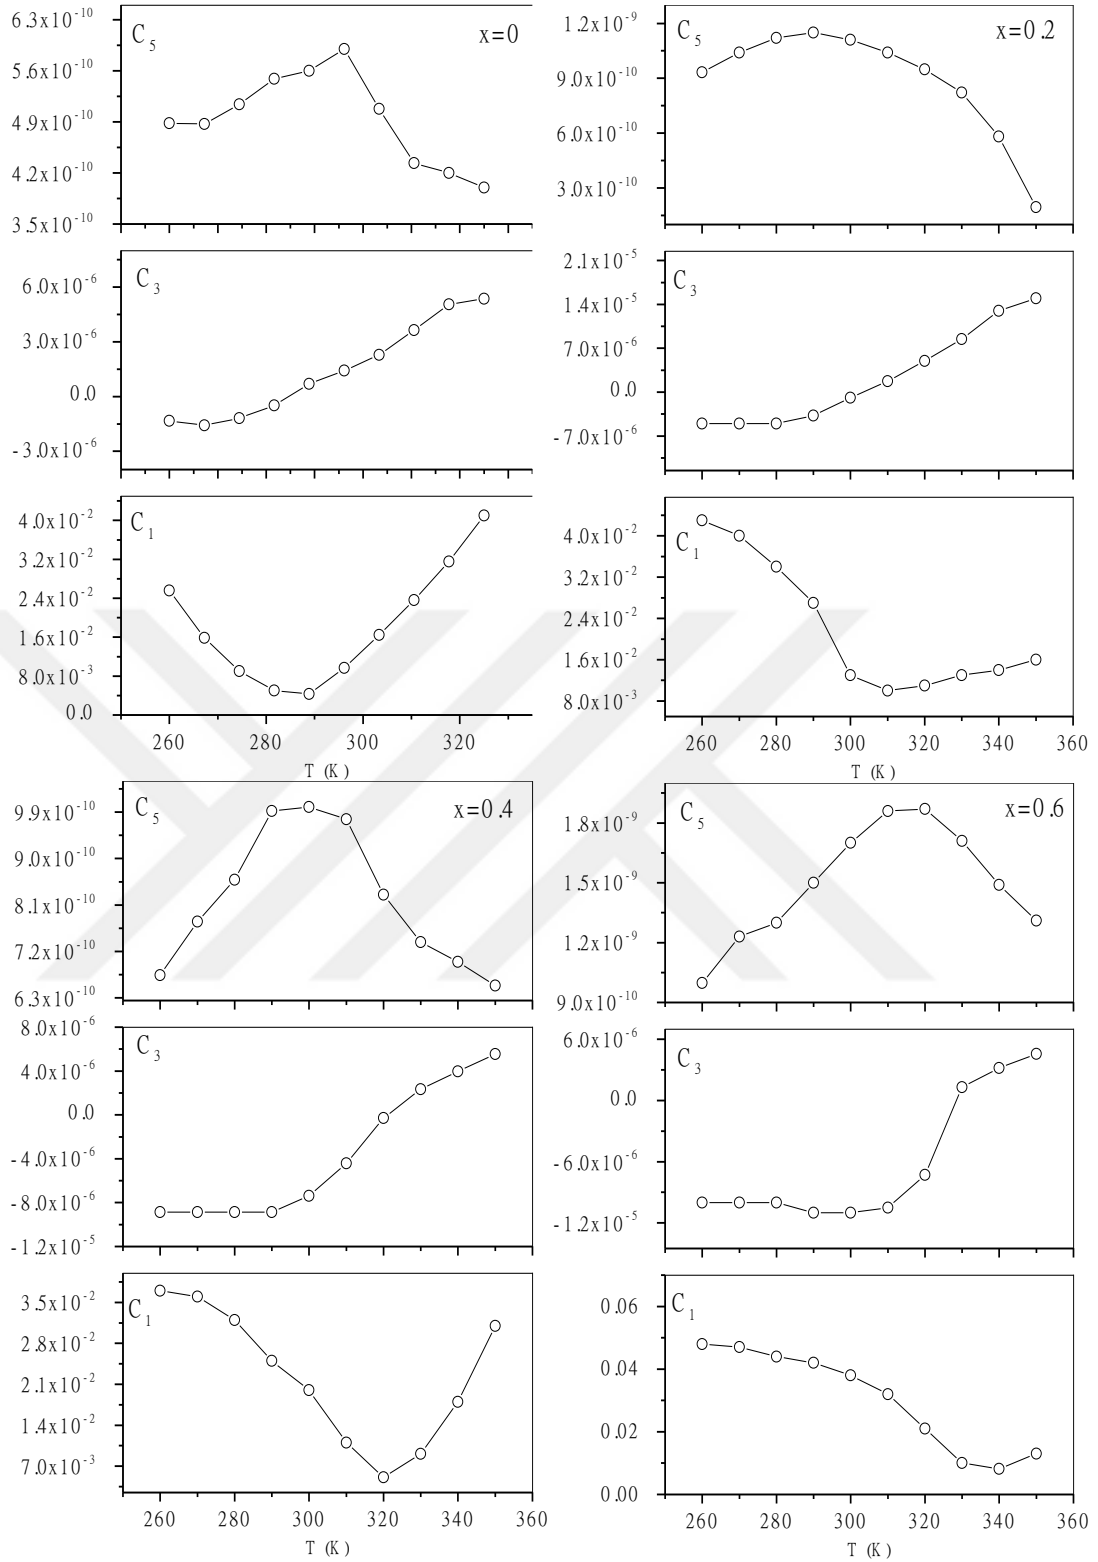 C5 x=0
6.3x10^-10
5.6x10^-10
4.9x10^-10
4.2x10^-10
3.5x10^-10
C3
6.0x10^-6
3.0x10^-6
0.0
-3.0x10^-6
C1
4.0x10^-2
3.2x10^-2
2.4x10^-2
1.6x10^-2
8.0x10^-3
0.0
260 280 300 320
T (K)
C5 x=0.2
1.2x10^-9
9.0x10^-10
6.0x10^-10
3.0x10^-10
C3
2.1x10^-5
1.4x10^-5
7.0x10^-6
0.0
-7.0x10^-6
C1
4.0x10^-2
3.2x10^-2
2.4x10^-2
1.6x10^-2
8.0x10^-3
260 280 300 320 340 360
T (K)
C5 x=0.4
9.9x10^-10
9.0x10^-10
8.1x10^-10
7.2x10^-10
6.3x10^-10
C3
8.0x10^-6
4.0x10^-6
0.0
-4.0x10^-6
-8.0x10^-6
-1.2x10^-5
C1
3.5x10^-2
2.8x10^-2
2.1x10^-2
1.4x10^-2
7.0x10^-3
260 280 300 320 340 360
T (K)
C5 x=0.6
1.8x10^-9
1.5x10^-9
1.2x10^-9
9.0x10^-10
C3
6.0x10^-6
0.0
-6.0x10^-6
-1.2x10^-5
C1
0.06
0.04
0.02
0.00
260 280 300 320 340 360
T (K)